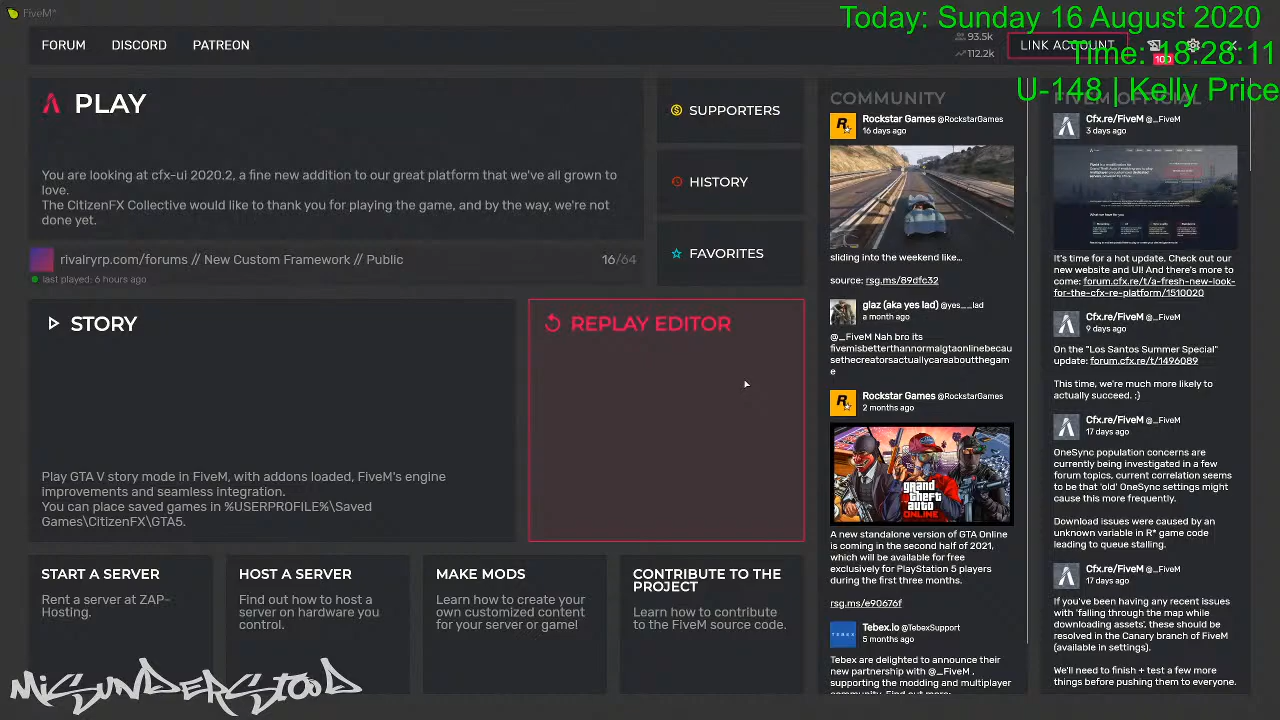 FiveM*
Today: Sunday 16 August 2020
Time: 18:28:11
U-148 | Kelly Price
FORUM
DISCORD
PATREON
93.5k
112.2k
LINK ACCOUNT
100
PLAY
You are looking at cfx-ui 2020.2, a fine new addition to our great platform that we've all grown to
love.
The CitizenFX Collective would like to thank you for playing the game, and by the way, we're not
done yet.
rivalryrp.com/forums // New Custom Framework // Public
16/64
last played: 6 hours ago
SUPPORTERS
HISTORY
FAVORITES
STORY
Play GTA V story mode in FiveM, with addons loaded, FiveM's engine
improvements and seamless integration.
You can place saved games in %USERPROFILE%\Saved
Games\CitizenFX\GTA5.
REPLAY EDITOR
START A SERVER
Rent a server at ZAP-
Hosting.
HOST A SERVER
Find out how to host a
server on hardware you
control.
MAKE MODS
Learn how to create your
own customized content
for your server or game!
CONTRIBUTE TO THE
PROJECT
Learn how to contribute
to the FiveM source code.
MiSUNDERSTOOD
COMMUNITY
Rockstar Games @RockstarGames
16 days ago
sliding into the weekend like...
source: rsg.ms/89dfc32
glaz (aka yes lad) @yes__lad
a month ago
@_FiveM Nah bro its
fivemisbetterthannormalgtaonlinebecau
sethecreatorsactuallycareaboutthegam
e
Rockstar Games @RockstarGames
2 months ago
grand
theft
auto
ONLINE
A new standalone version of GTA Online
is coming in the second half of 2021,
which will be available for free
exclusively for PlayStation 5 players
during the first three months.
rsg.ms/e90676f
TEBEX
Tebex.io @TebexSupport
5 months ago
Tebex are delighted to announce their
new partnership with @_FiveM ,
supporting the modding and multiplayer
community. Find out more:
FIVEM OFFICIAL
Cfx.re/FiveM @_FiveM
3 days ago
It's time for a hot update. Check out our
new website and UI! And there's more to
come: forum.cfx.re/t/a-fresh-new-look-
for-the-cfx-re-platform/1510020
Cfx.re/FiveM @_FiveM
9 days ago
On the "Los Santos Summer Special"
update: forum.cfx.re/t/1496089
This time, we're much more likely to
actually succeed. ;)
Cfx.re/FiveM @_FiveM
17 days ago
OneSync population concerns are
currently being investigated in a few
forum topics, current correlation seems
to be that 'old' OneSync settings might
cause this more frequently.
Download issues were caused by an
unknown variable in R* game code
leading to queue stalling.
Cfx.re/FiveM @_FiveM
17 days ago
If you've been having any recent issues
with 'falling through the map while
downloading assets', these should be
resolved in the Canary branch of FiveM
(available in settings).
We'll need to finish + test a few more
things before pushing them to everyone.